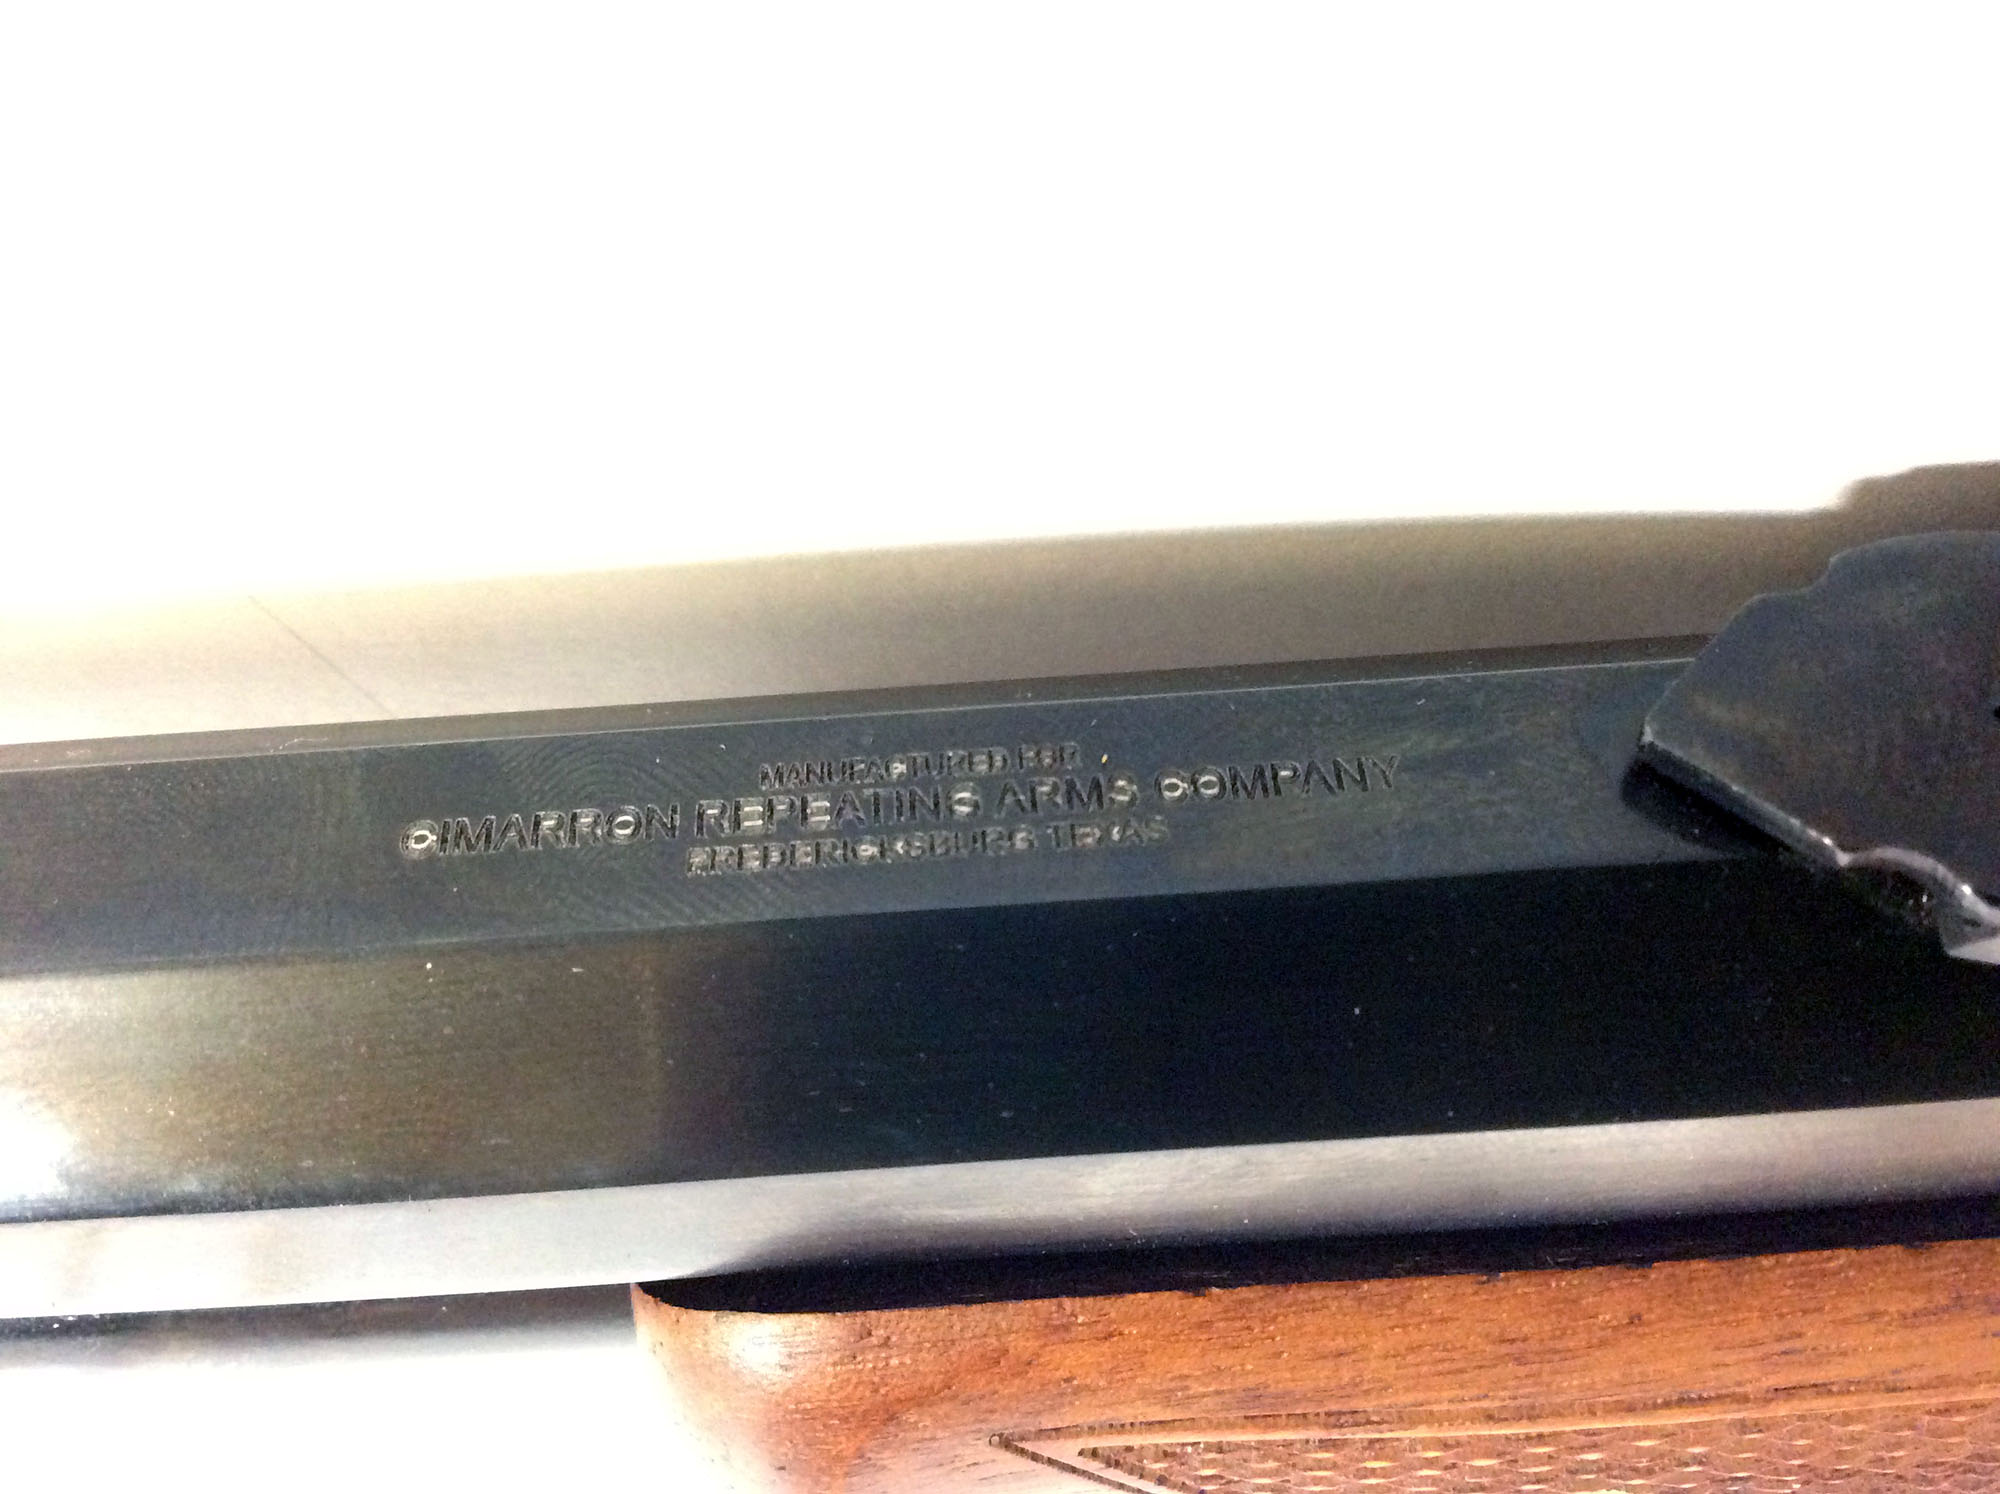 MANUFACTURED FOR
CIMARRON REPEATING ARMS COMPANY
FREDERICKSBURG TEXAS